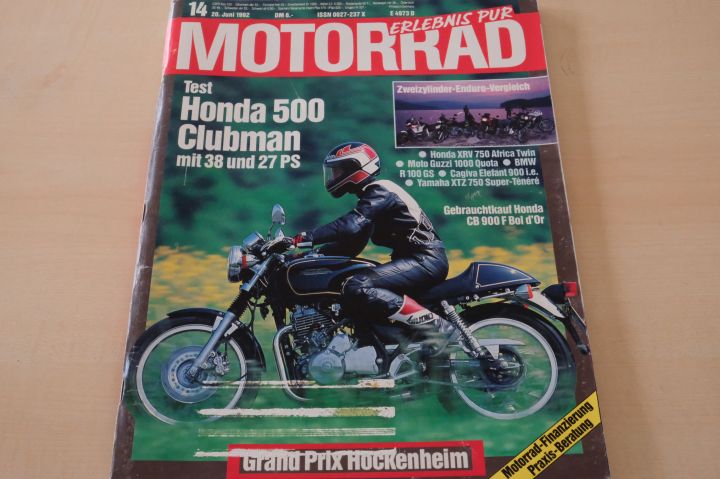 14
20. Juni 1992
DM 6.-
ISSN 0027-237 X
E 4973 D
ERLEBNIS PUR
MOTORRAD
Test
Honda 500
Clubman
mit 38 und 27 PS
Zweizylinder-Enduro-Vergleich
● Honda XRV 750 Africa Twin
● Moto Guzzi 1000 Quota ● BMW
R 100 GS ● Cagiva Elefant 900 i.e.
● Yamaha XTZ 750 Super-Ténéré
Gebrauchtkauf Honda
CB 900 F Bol d'Or
Grand Prix Hockenheim
Motorrad-Finanzierung
Praxis-Beratung